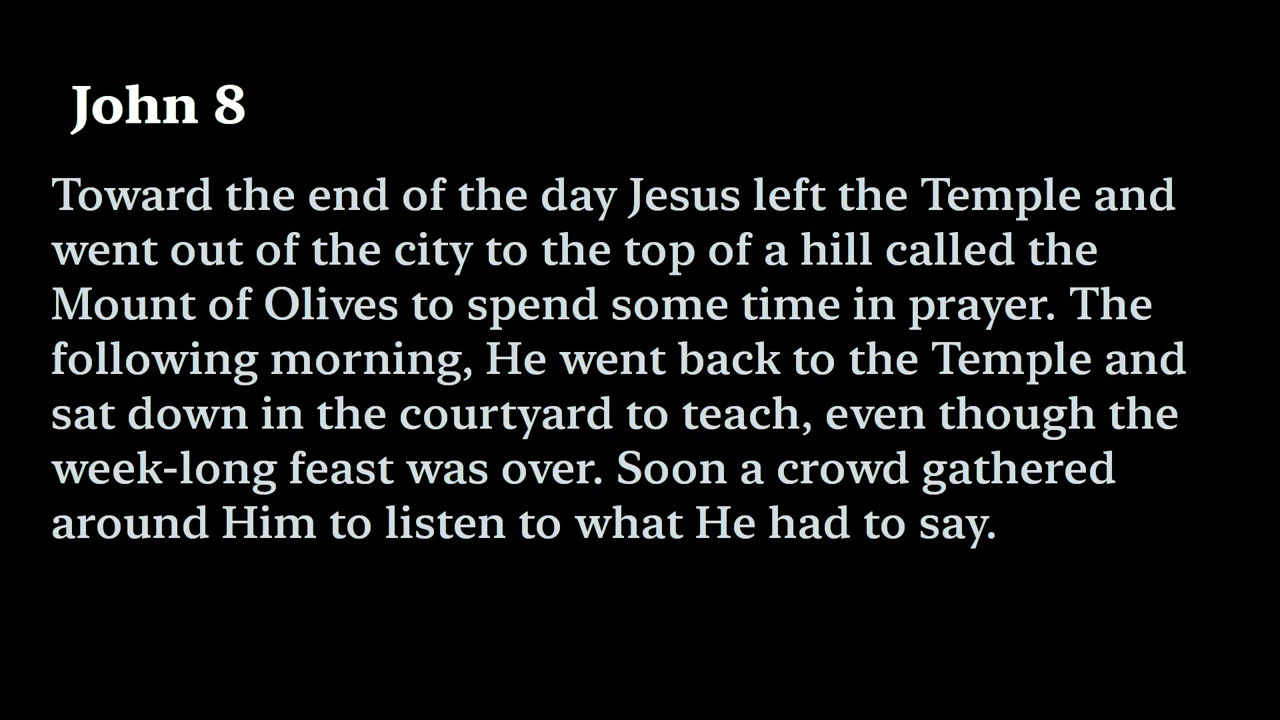 John 8
Toward the end of the day Jesus left the Temple and
went out of the city to the top of a hill called the
Mount of Olives to spend some time in prayer. The
following morning, He went back to the Temple and
sat down in the courtyard to teach, even though the
week-long feast was over. Soon a crowd gathered
around Him to listen to what He had to say.